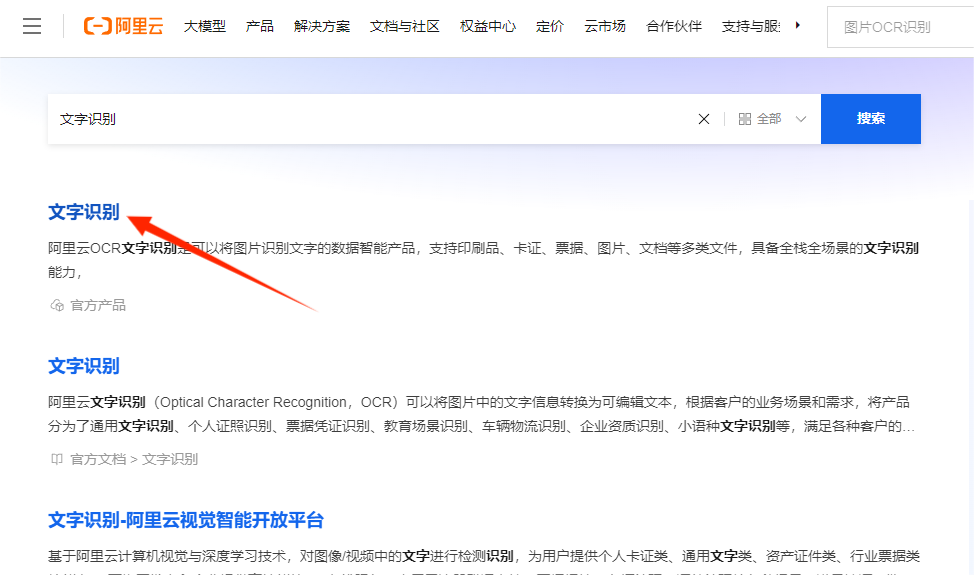 阿里云 大模型 产品 解决方案 文档与社区 权益中心 定价 云市场 合作伙伴 支持与服 图片OCR识别
文字识别 全部 搜索
文字识别
阿里云OCR文字识别是可以将图片识别文字的数据智能产品，支持印刷品、卡证、票据、图片、文档等多类文件，具备全栈全场景的文字识别
能力，
官方产品
文字识别
阿里云文字识别（Optical Character Recognition，OCR）可以将图片中的文字信息转换为可编辑文本，根据客户的业务场景和需求，将产品
分为了通用文字识别、个人证照识别、票据凭证识别、教育场景识别、车辆物流识别、企业资质识别、小语种文字识别等，满足各种客户的...
官方文档 > 文字识别
文字识别-阿里云视觉智能开放平台
基于阿里云计算机视觉与深度学习技术，对图像/视频中的文字进行检测识别，为用户提供个人卡证类、通用文字类、资产证件类、行业票据类